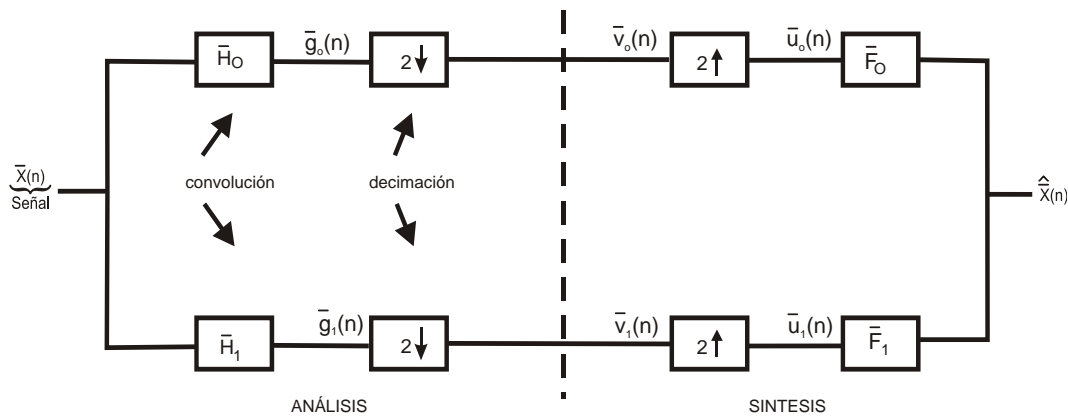 H̄O
ḡo(n)
2↓
v̄o(n)
2↑
ūo(n)
F̄O
X̄(n)
Señal
convolución
decimación
X̄̂(n)
H̄1
ḡ1(n)
2↓
v̄1(n)
2↑
ū1(n)
F̄1
ANÁLISIS
SINTESIS